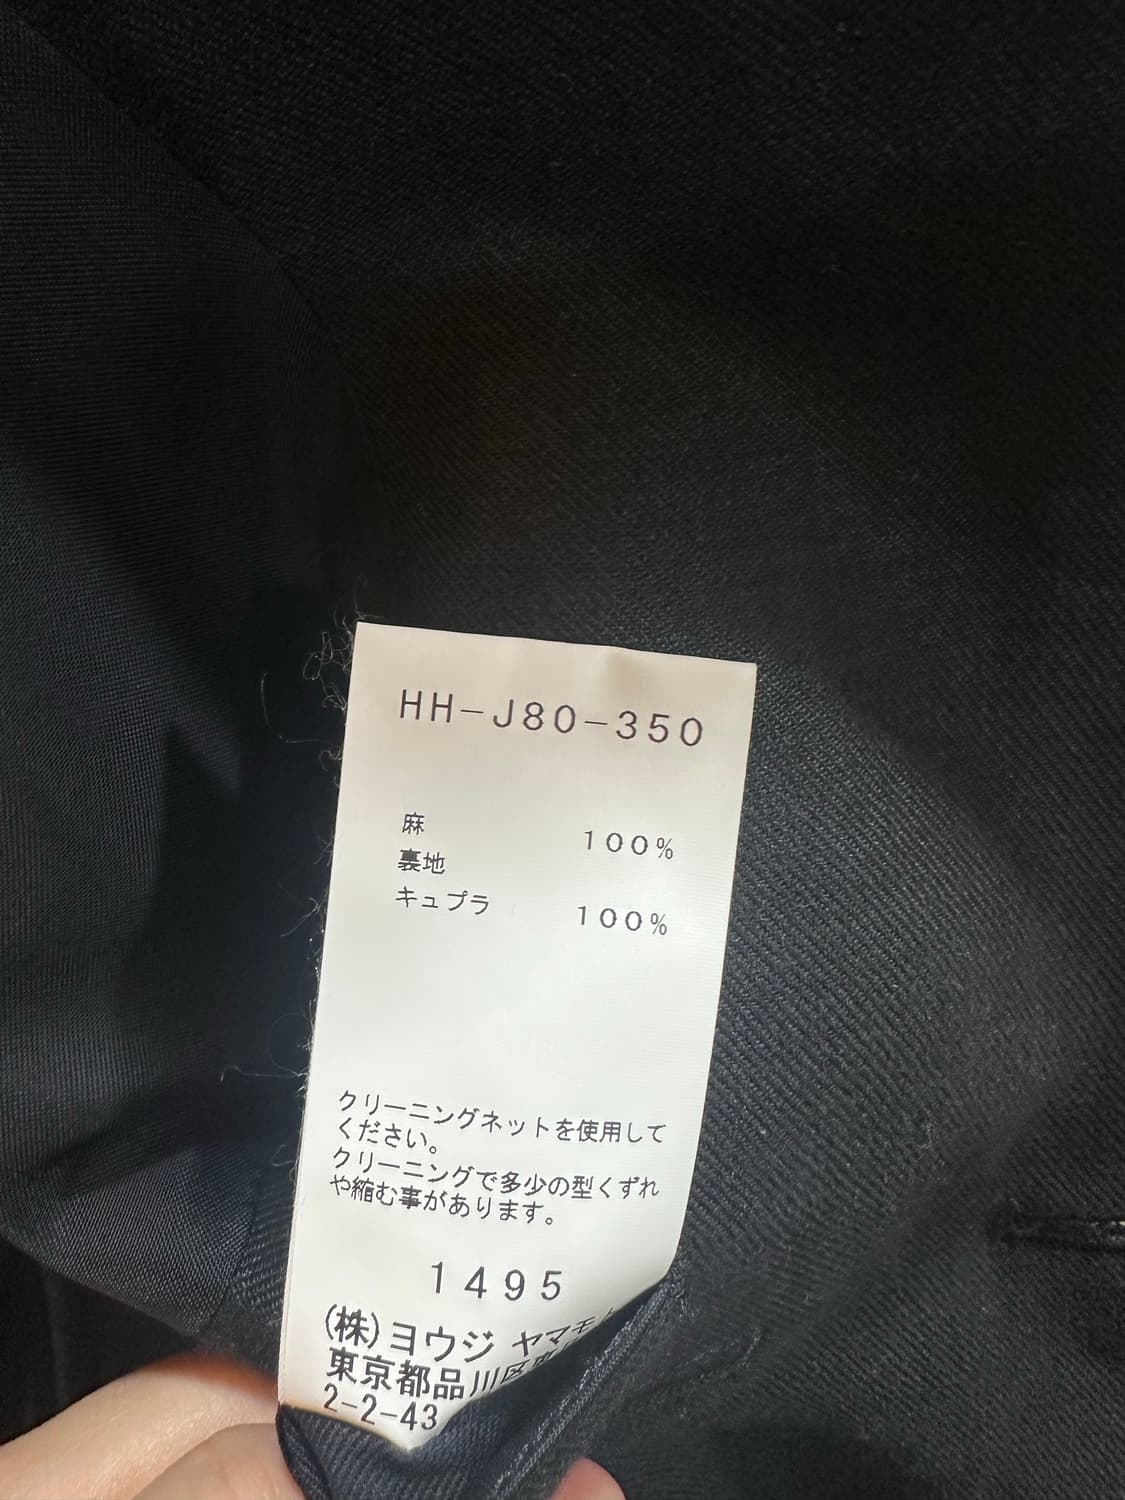 HH-J80-350
麻 100%
裏地
キュプラ 100%
クリーニングネットを使用して
ください。
クリーニングで多少の型くずれ
や縮む事があります。
1495
(株)ヨウジ ヤマモ
東京都品川区
2-2-43